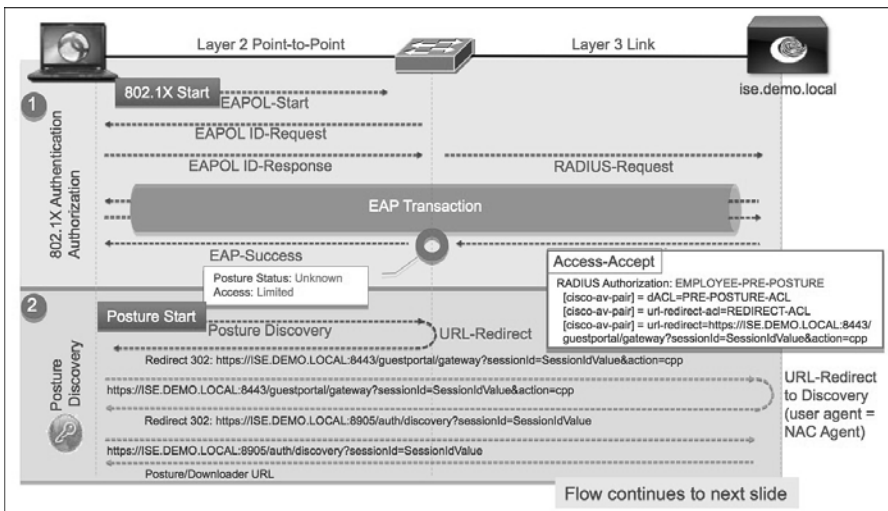 Layer 2 Point-to-Point
Layer 3 Link
ise.demo.local
1
802.1X Authentication
Authorization
802.1X Start
EAPOL-Start
EAPOL ID-Request
EAPOL ID-Response
RADIUS-Request
EAP Transaction
EAP-Success
Posture Status: Unknown
Access: Limited
Access-Accept
RADIUS Authorization: EMPLOYEE-PRE-POSTURE
[cisco-av-pair] = dACL=PRE-POSTURE-ACL
[cisco-av-pair] = url-redirect-acl=REDIRECT-ACL
[cisco-av-pair] = url-redirect=https://ISE.DEMO.LOCAL:8443/
guestportal/gateway?sessionId=SessionIdValue&action=cpp
2
Posture Discovery
Posture Start
Posture Discovery
URL-Redirect
Redirect 302: https://ISE.DEMO.LOCAL:8443/guestportal/gateway?sessionId=SessionIdValue&action=cpp
https://ISE.DEMO.LOCAL:8443/guestportal/gateway?sessionId=SessionIdValue&action=cpp
URL-Redirect
to Discovery
(user agent =
NAC Agent)
Redirect 302: https://ISE.DEMO.LOCAL:8905/auth/discovery?sessionId=SessionIdValue
https://ISE.DEMO.LOCAL:8905/auth/discovery?sessionId=SessionIdValue
Posture/Downloader URL
Flow continues to next slide